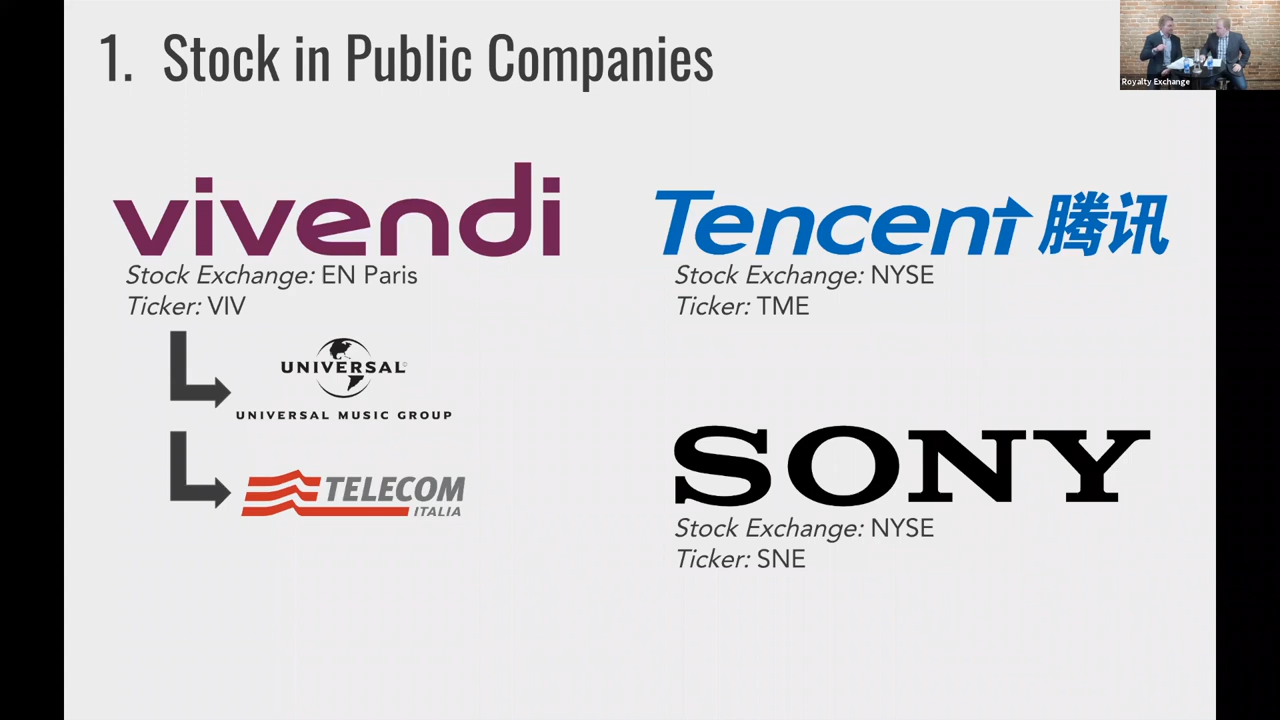 1. Stock in Public Companies
Royalty Exchange
vivendi
Stock Exchange: EN Paris
Ticker: VIV
UNIVERSAL
UNIVERSAL MUSIC GROUP
TELECOM
ITALIA
Tencent 腾讯
Stock Exchange: NYSE
Ticker: TME
SONY
Stock Exchange: NYSE
Ticker: SNE